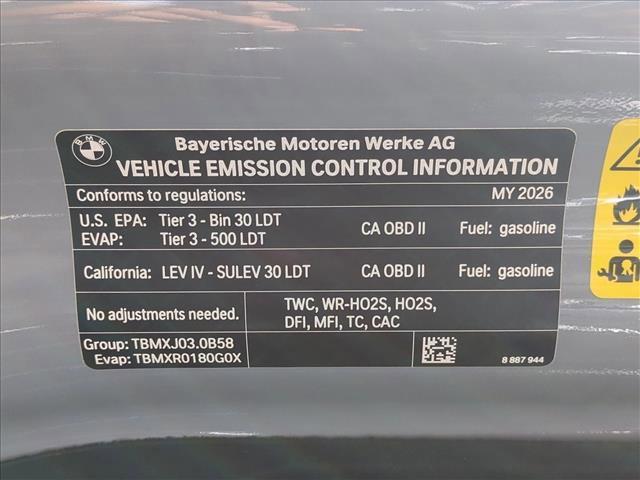 BMW
Bayerische Motoren Werke AG
VEHICLE EMISSION CONTROL INFORMATION
Conforms to regulations: MY 2026
U.S. EPA: Tier 3 - Bin 30 LDT CA OBD II Fuel: gasoline
EVAP: Tier 3 - 500 LDT
California: LEV IV - SULEV 30 LDT CA OBD II Fuel: gasoline
No adjustments needed.
TWC, WR-HO2S, HO2S,
DFI, MFI, TC, CAC
Group: TBMXJ03.0B58
Evap: TBMXR0180G0X
8 887 944